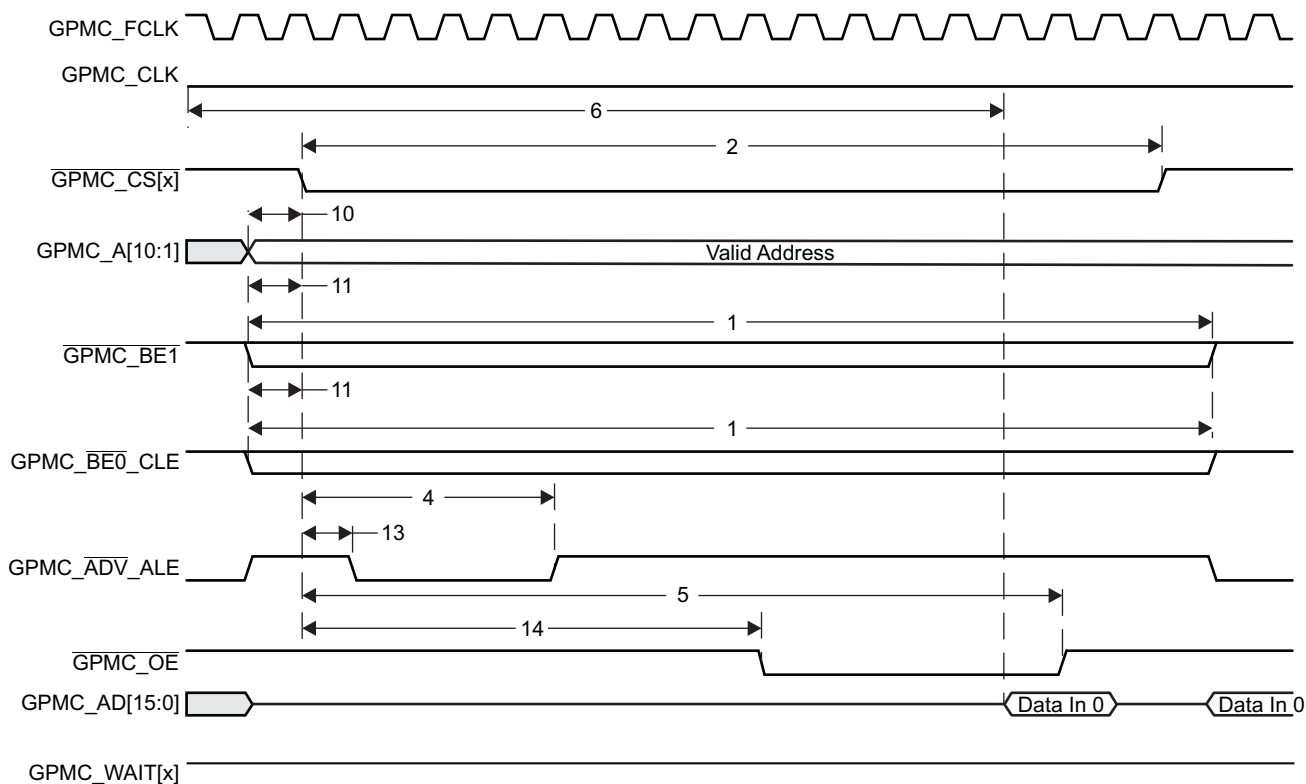 GPMC_FCLK
GPMC_CLK
6
2
GPMC_CS[x]
10
GPMC_A[10:1]
Valid Address
11
1
GPMC_BE1
11
1
GPMC_BE0_CLE
4
13
GPMC_ADV_ALE
5
14
GPMC_OE
GPMC_AD[15:0]
Data In 0
Data In 0
GPMC_WAIT[x]